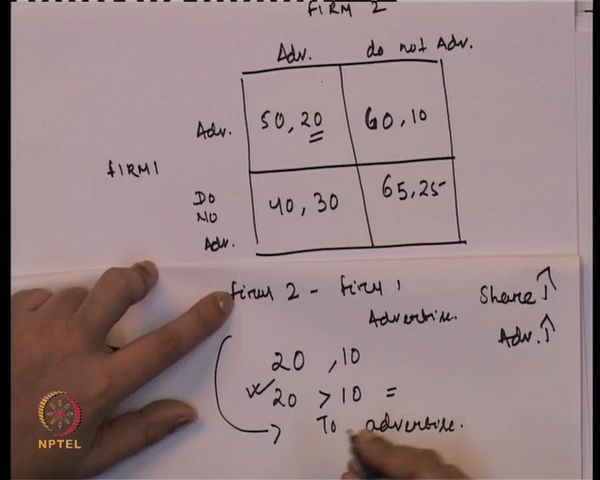 FIRM 2
Adv. do not Adv.
Adv. 50, 20 60, 10
FIRM 1
DO NO Adv. 40, 30 65, 25
Firm 2 - Firm 1
Advertise.
Share ↑
Adv. ↑
20 , 10
✓ 20 > 10 =
To advertise.
NPTEL